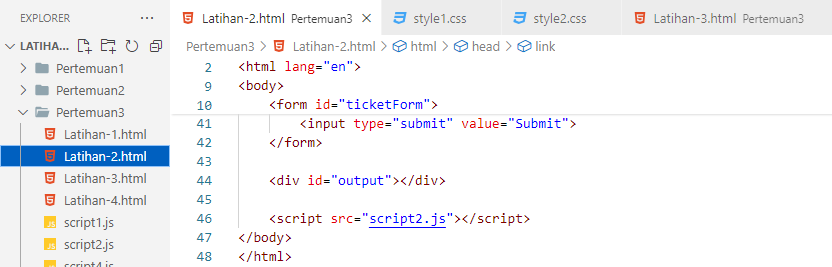 EXPLORER
LATIHA...
Pertemuan1
Pertemuan2
Pertemuan3
Latihan-1.html
Latihan-2.html
Latihan-3.html
Latihan-4.html
script1.js
script2.js
script4.js
Latihan-2.html Pertemuan3
style1.css
style2.css
Latihan-3.html Pertemuan3
Pertemuan3 > Latihan-2.html > html > head > link
2 <html lang="en">
9 <body>
10 <form id="ticketForm">
41 <input type="submit" value="Submit">
42 </form>
43
44 <div id="output"></div>
45
46 <script src="script2.js"></script>
47 </body>
48 </html>